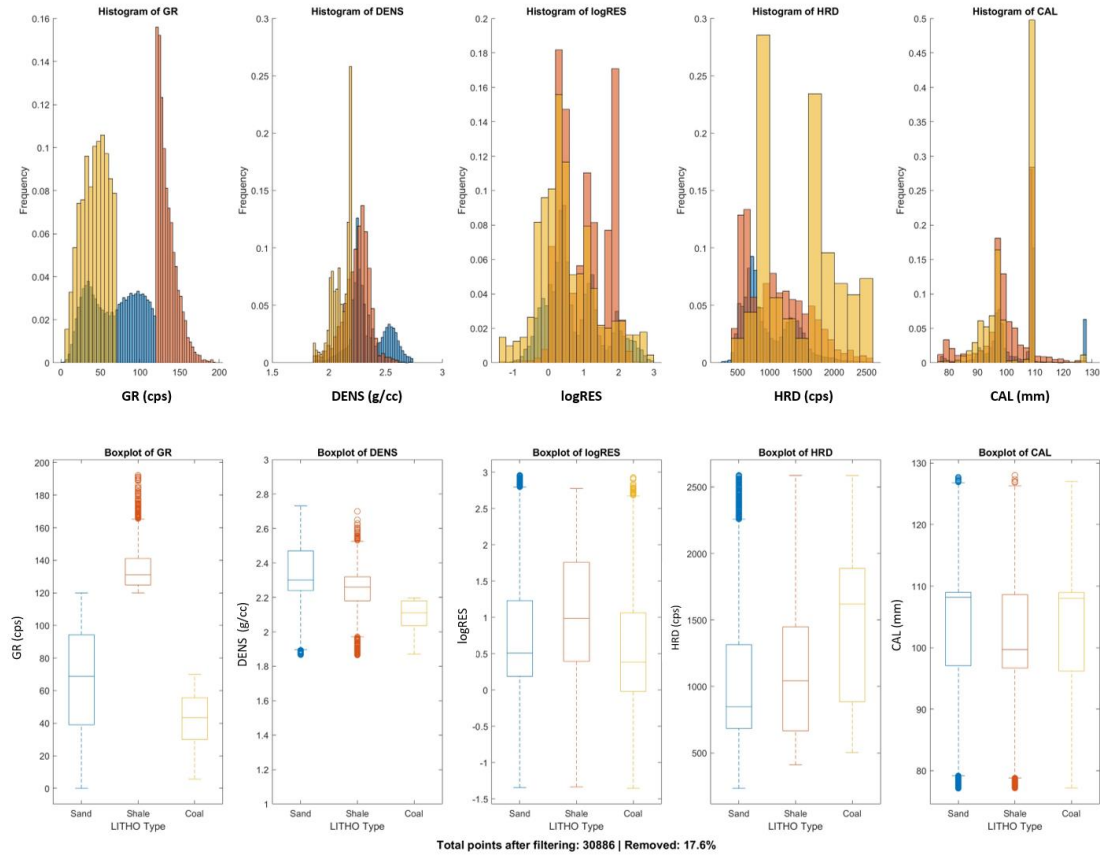 Histogram of GR
Histogram of DENS
Histogram of logRES
Histogram of HRD
Histogram of CAL
Frequency
0.16
0.14
0.12
0.1
0.08
0.06
0.04
0.02
0
0 50 100 150 200
GR (cps)
Frequency
0.3
0.25
0.2
0.15
0.1
0.05
0
1.5 2 2.5 3
DENS (g/cc)
Frequency
0.2
0.18
0.16
0.14
0.12
0.1
0.08
0.06
0.04
0.02
0
-1 0 1 2 3
logRES
Frequency
0.3
0.25
0.2
0.15
0.1
0.05
0
500 1000 1500 2000 2500
HRD (cps)
Frequency
0.5
0.45
0.4
0.35
0.3
0.25
0.2
0.15
0.1
0.05
0
80 90 100 110 120 130
CAL (mm)
Boxplot of GR
Boxplot of DENS
Boxplot of logRES
Boxplot of HRD
Boxplot of CAL
GR (cps)
200
180
160
140
120
100
80
60
40
20
0
Sand Shale Coal
LITHO Type
DENS (g/cc)
3
2.8
2.6
2.4
2.2
2
1.8
1.6
1.4
1.2
1
Sand Shale Coal
LITHO Type
logRES
3
2.5
2
1.5
1
0.5
0
-0.5
-1
-1.5
Sand Shale Coal
LITHO Type
HRD (cps)
2500
2000
1500
1000
500
Sand Shale Coal
LITHO Type
CAL (mm)
130
120
110
100
90
80
Sand Shale Coal
LITHO Type
Total points after filtering: 30886 | Removed: 17.6%